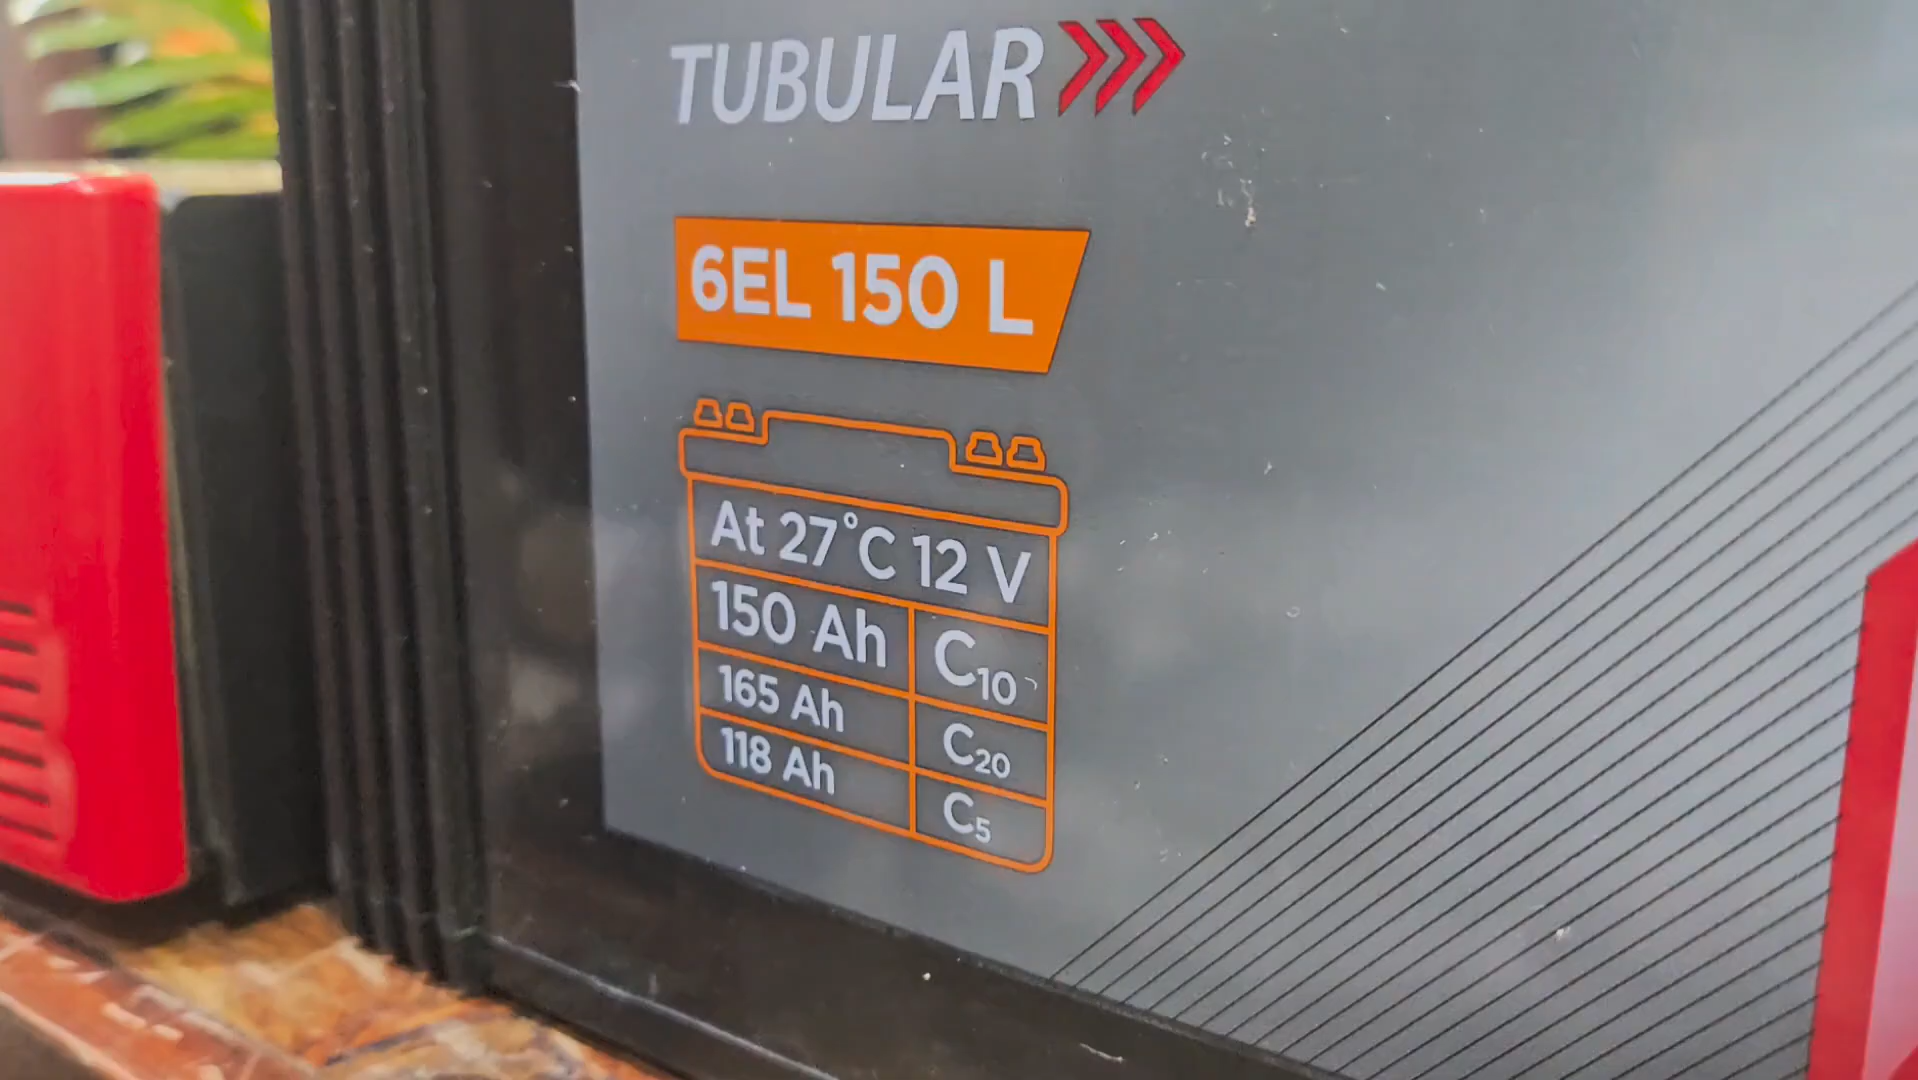 TUBULAR
6EL 150 L
At 27°C 12 V
150 Ah C10
165 Ah C20
118 Ah C5